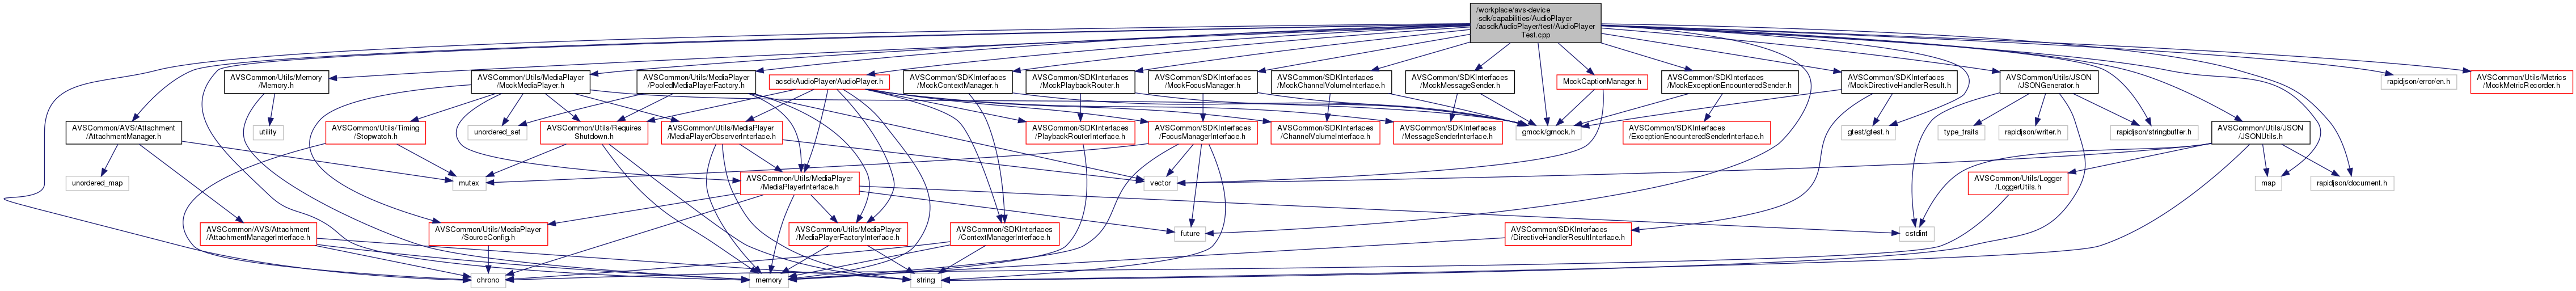 /workplace/avs-device
-sdk/capabilities/AudioPlayer
/acsdkAudioPlayer/test/AudioPlayer
Test.cpp
AVSCommon/Utils/Memory
/Memory.h
AVSCommon/Utils/MediaPlayer
/MockMediaPlayer.h
AVSCommon/Utils/MediaPlayer
/PooledMediaPlayerFactory.h
acsdkAudioPlayer/AudioPlayer.h
AVSCommon/SDKInterfaces
/MockContextManager.h
AVSCommon/SDKInterfaces
/MockPlaybackRouter.h
AVSCommon/SDKInterfaces
/MockFocusManager.h
AVSCommon/SDKInterfaces
/MockChannelVolumeInterface.h
AVSCommon/SDKInterfaces
/MockMessageSender.h
MockCaptionManager.h
AVSCommon/SDKInterfaces
/MockExceptionEncounteredSender.h
AVSCommon/SDKInterfaces
/MockDirectiveHandlerResult.h
AVSCommon/Utils/JSON
/JSONGenerator.h
rapidjson/error/en.h
AVSCommon/Utils/Metrics
/MockMetricRecorder.h
AVSCommon/AVS/Attachment
/AttachmentManager.h
utility
AVSCommon/Utils/Timing
/Stopwatch.h
unordered_set
AVSCommon/Utils/Requires
Shutdown.h
AVSCommon/Utils/MediaPlayer
/MediaPlayerObserverInterface.h
AVSCommon/SDKInterfaces
/PlaybackRouterInterface.h
AVSCommon/SDKInterfaces
/FocusManagerInterface.h
AVSCommon/SDKInterfaces
/ChannelVolumeInterface.h
AVSCommon/SDKInterfaces
/MessageSenderInterface.h
gmock/gmock.h
AVSCommon/SDKInterfaces
/ExceptionEncounteredSenderInterface.h
gtest/gtest.h
type_traits
rapidjson/writer.h
rapidjson/stringbuffer.h
AVSCommon/Utils/JSON
/JSONUtils.h
unordered_map
mutex
AVSCommon/Utils/MediaPlayer
/MediaPlayerInterface.h
vector
AVSCommon/Utils/Logger
/LoggerUtils.h
map
rapidjson/document.h
AVSCommon/AVS/Attachment
/AttachmentManagerInterface.h
AVSCommon/Utils/MediaPlayer
/SourceConfig.h
AVSCommon/Utils/MediaPlayer
/MediaPlayerFactoryInterface.h
AVSCommon/SDKInterfaces
/ContextManagerInterface.h
future
AVSCommon/SDKInterfaces
/DirectiveHandlerResultInterface.h
cstdint
chrono
memory
string